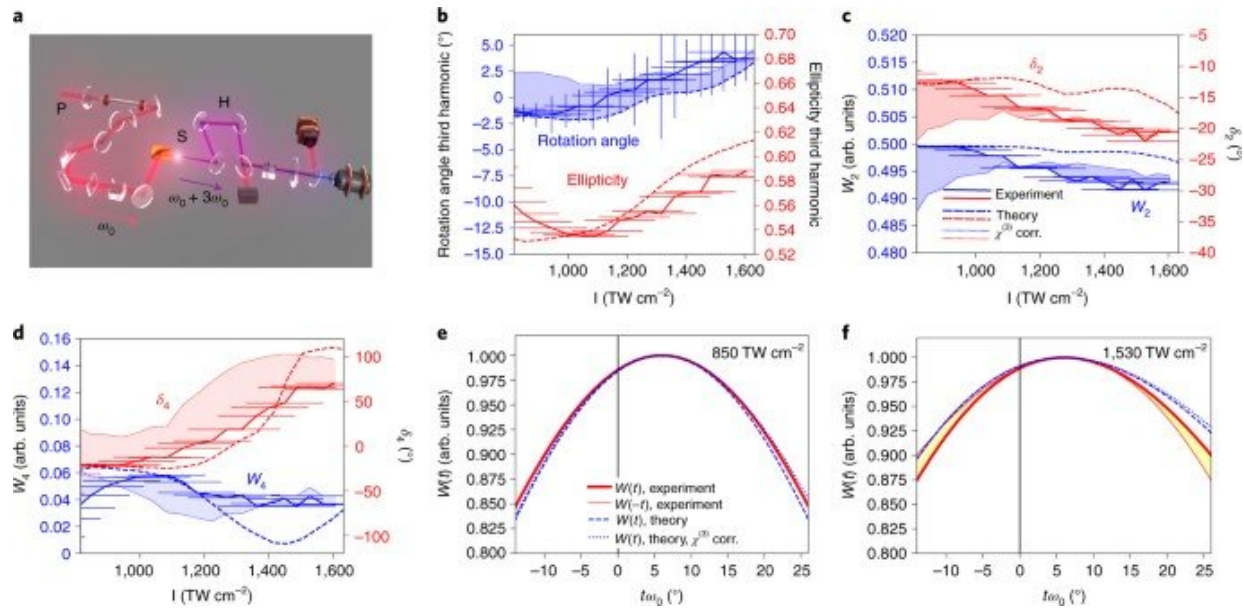 a
P
S
H
ω₀ + 3ω₀
ω₀
b
Rotation angle third harmonic (°)
5.0
2.5
0
−2.5
−5.0
−7.5
−10.0
−12.5
−15.0
Rotation angle
Ellipticity
0.70
0.68
0.66
0.64
0.62
0.60
0.58
0.56
0.54
0.52
Ellipticity third harmonic
1,000 1,200 1,400 1,600
I (TW cm⁻²)
c
W₂ (arb. units)
0.520
0.515
0.510
0.505
0.500
0.495
0.490
0.485
0.480
δ₂
Experiment
Theory
χ⁽³⁾ corr.
W₂
−5
−10
−15
−20
−25
−30
−35
−40
δ₂ (°)
1,000 1,200 1,400 1,600
I (TW cm⁻²)
d
W₄ (arb. units)
0.16
0.14
0.12
0.10
0.08
0.06
0.04
0.02
0
δ₄
W₄
100
50
0
−50
−100
δ₄ (°)
1,000 1,200 1,400 1,600
I (TW cm⁻²)
e
850 TW cm⁻²
W(t) (arb. units)
1.000
0.975
0.950
0.925
0.900
0.875
0.850
0.825
0.800
W(t), experiment
W(−t), experiment
W(t), theory
W(t), theory, χ⁽³⁾ corr.
−10 −5 0 5 10 15 20 25
tω₀ (°)
f
1,530 TW cm⁻²
W(t) (arb. units)
1.000
0.975
0.950
0.925
0.900
0.875
0.850
0.825
0.800
−10 −5 0 5 10 15 20 25
tω₀ (°)